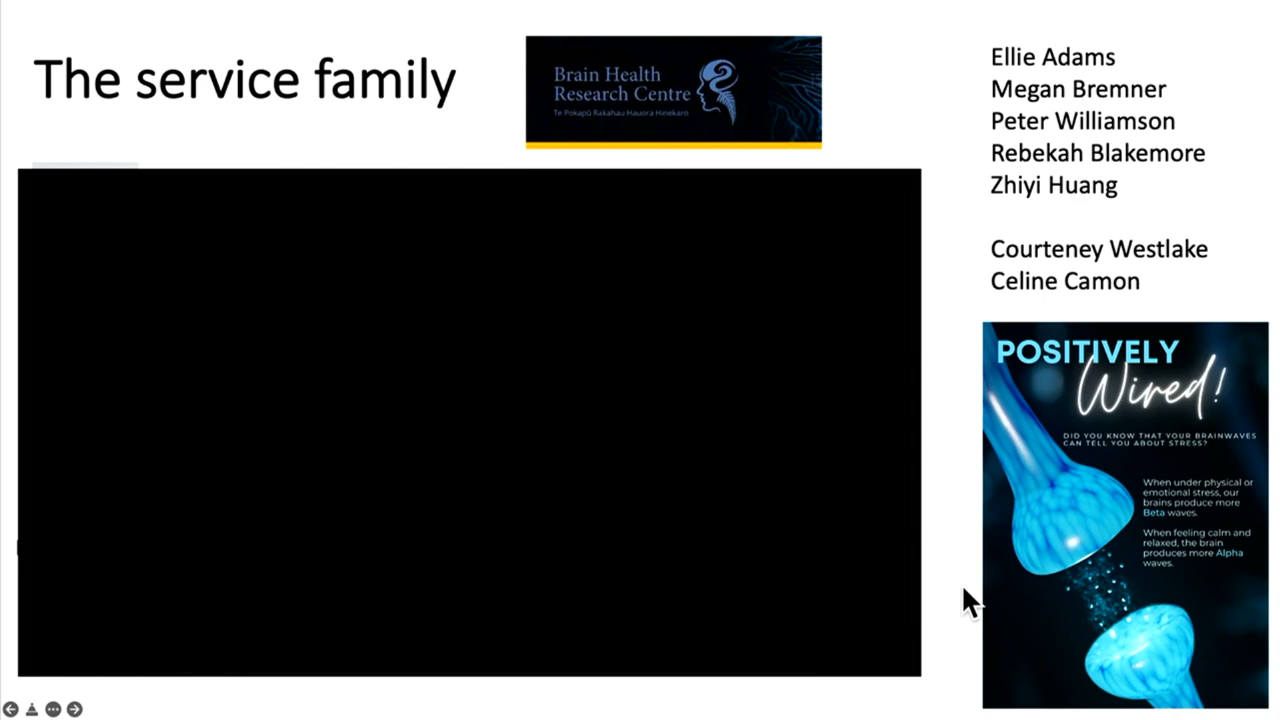 The service family
Brain Health
Research Centre
Te Pokapū Rakahau Hauora Hinekaro
Ellie Adams
Megan Bremner
Peter Williamson
Rebekah Blakemore
Zhiyi Huang
Courteney Westlake
Celine Camon
POSITIVELY
Wired!
DID YOU KNOW THAT YOUR BRAINWAVES
CAN TELL YOU ABOUT STRESS?
When under physical or
emotional stress, our
brains produce more
Beta waves.
When feeling calm and
relaxed, the brain
produces more Alpha
waves.